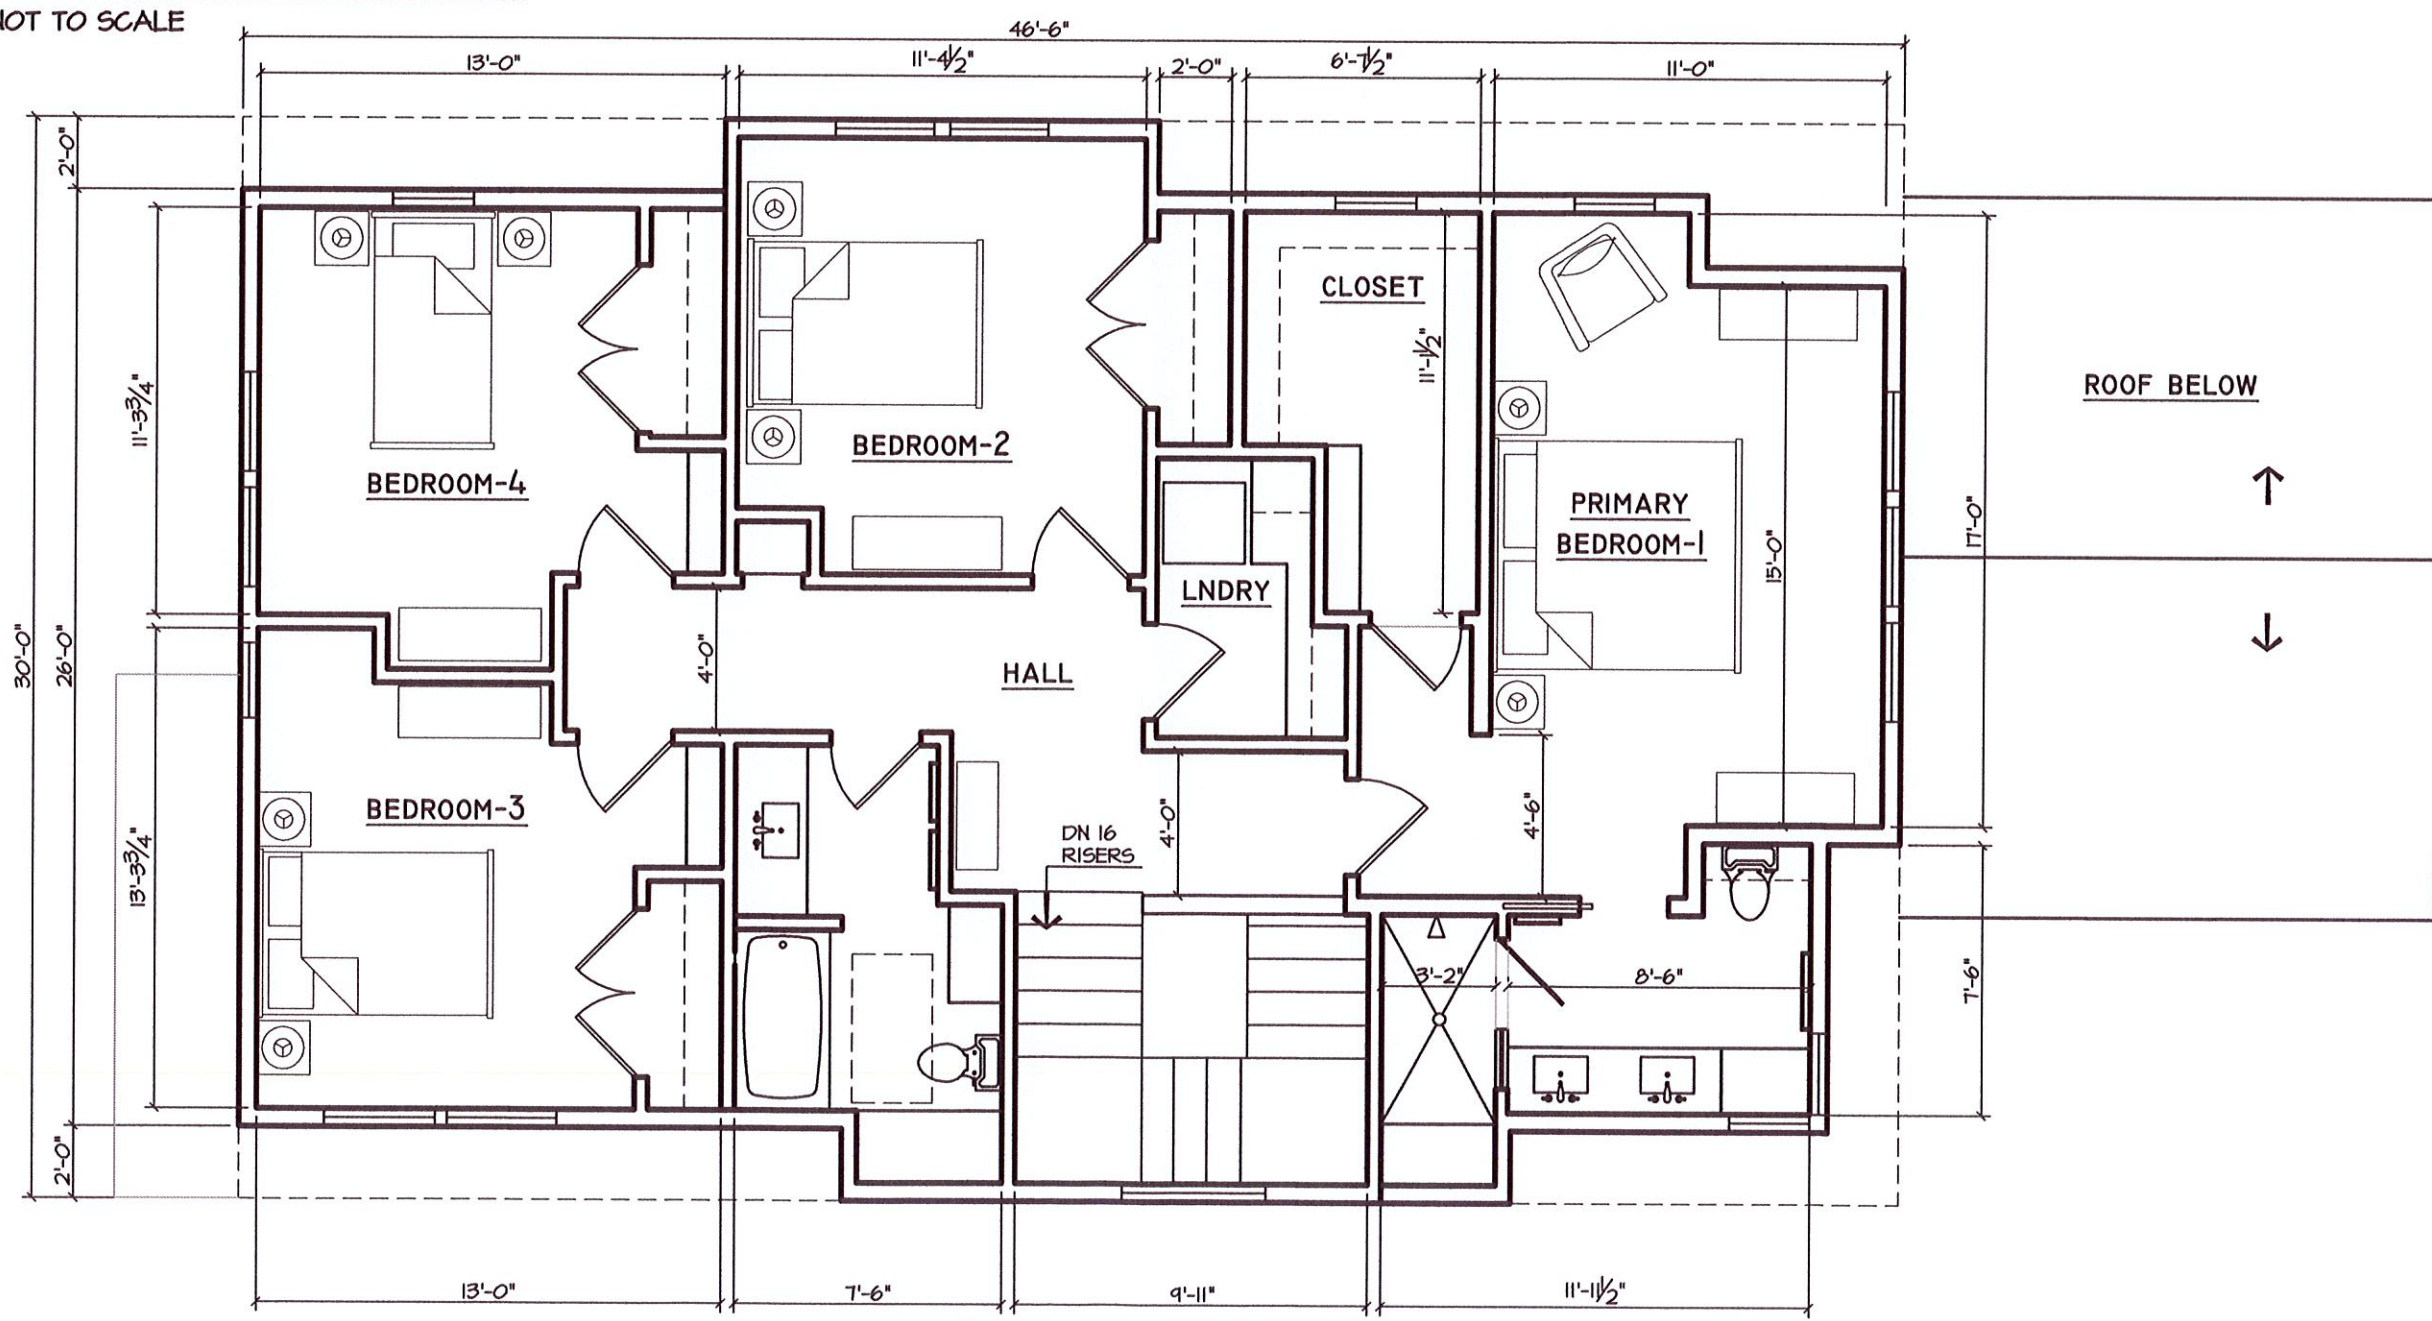 NOT TO SCALE
46'-6"
13'-0"
11'-4½"
2'-0"
6'-7½"
11'-0"
2'-0"
CLOSET
11'-1½"
11'-3¾"
ROOF BELOW
BEDROOM-2
BEDROOM-4
PRIMARY
BEDROOM-1
15'-0"
17'-0"
LNDRY
30'-0"
26'-0"
4'-0"
HALL
BEDROOM-3
13'-3¾"
DN 16
RISERS
4'-0"
4'-6"
3'-2"
8'-6"
7'-6"
2'-0"
13'-0"
7'-6"
9'-11"
11'-11½"